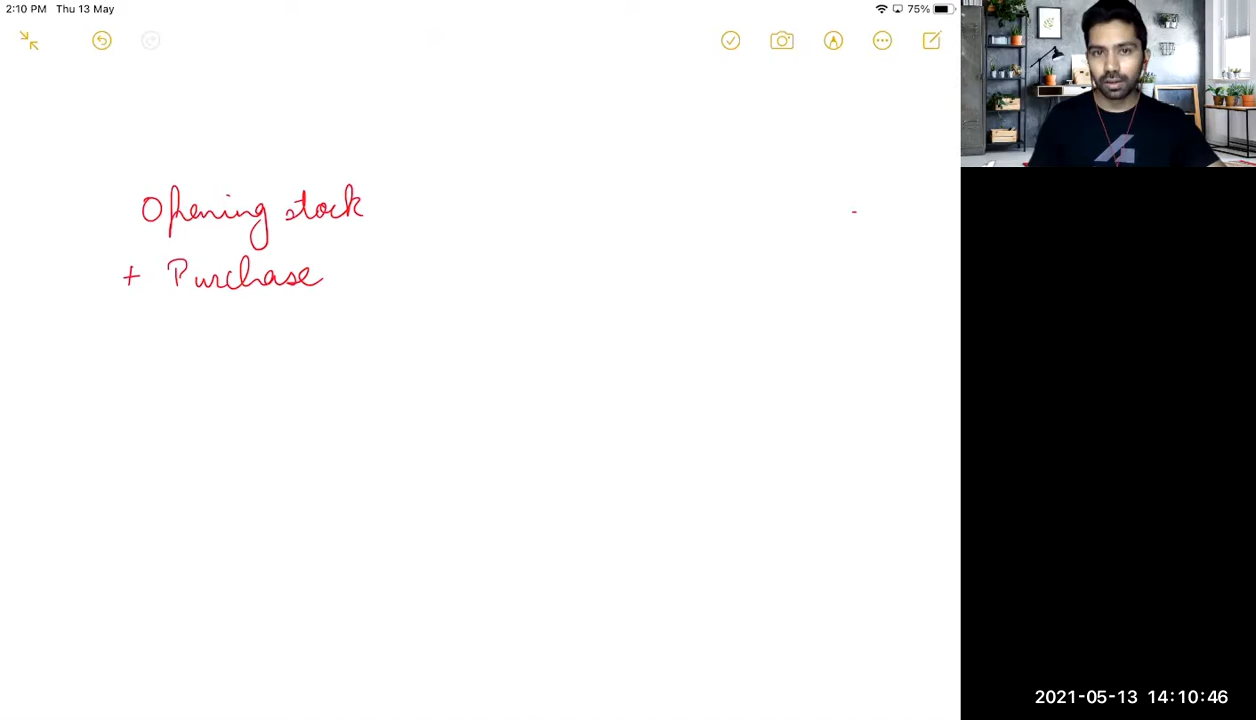 2:10 PM Thu 13 May
75%
Opening stock
+ Purchase
2021-05-13 14:10:46